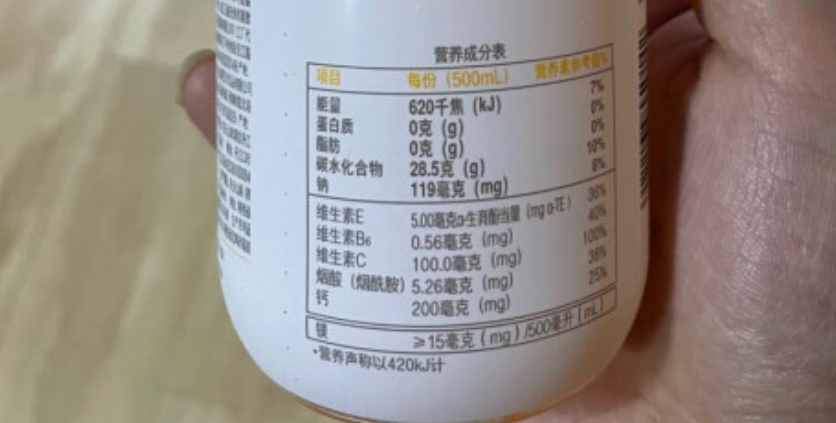 营养成分表
项目 每份（500mL） 营养素参考值%
能量 620千焦（kJ） 7%
蛋白质 0克（g） 0%
脂肪 0克（g） 0%
碳水化合物 28.5克（g） 10%
钠 119毫克（mg） 6%
维生素E 5.00毫克α-生育酚当量（mg α-TE） 36%
维生素B₆ 0.56毫克（mg） 40%
维生素C 100.0毫克（mg） 100%
烟酸（烟酰胺） 5.26毫克（mg） 38%
钙 200毫克（mg） 25%
镁 ≥15毫克（mg）/500毫升（mL）
*营养声称以420kJ计